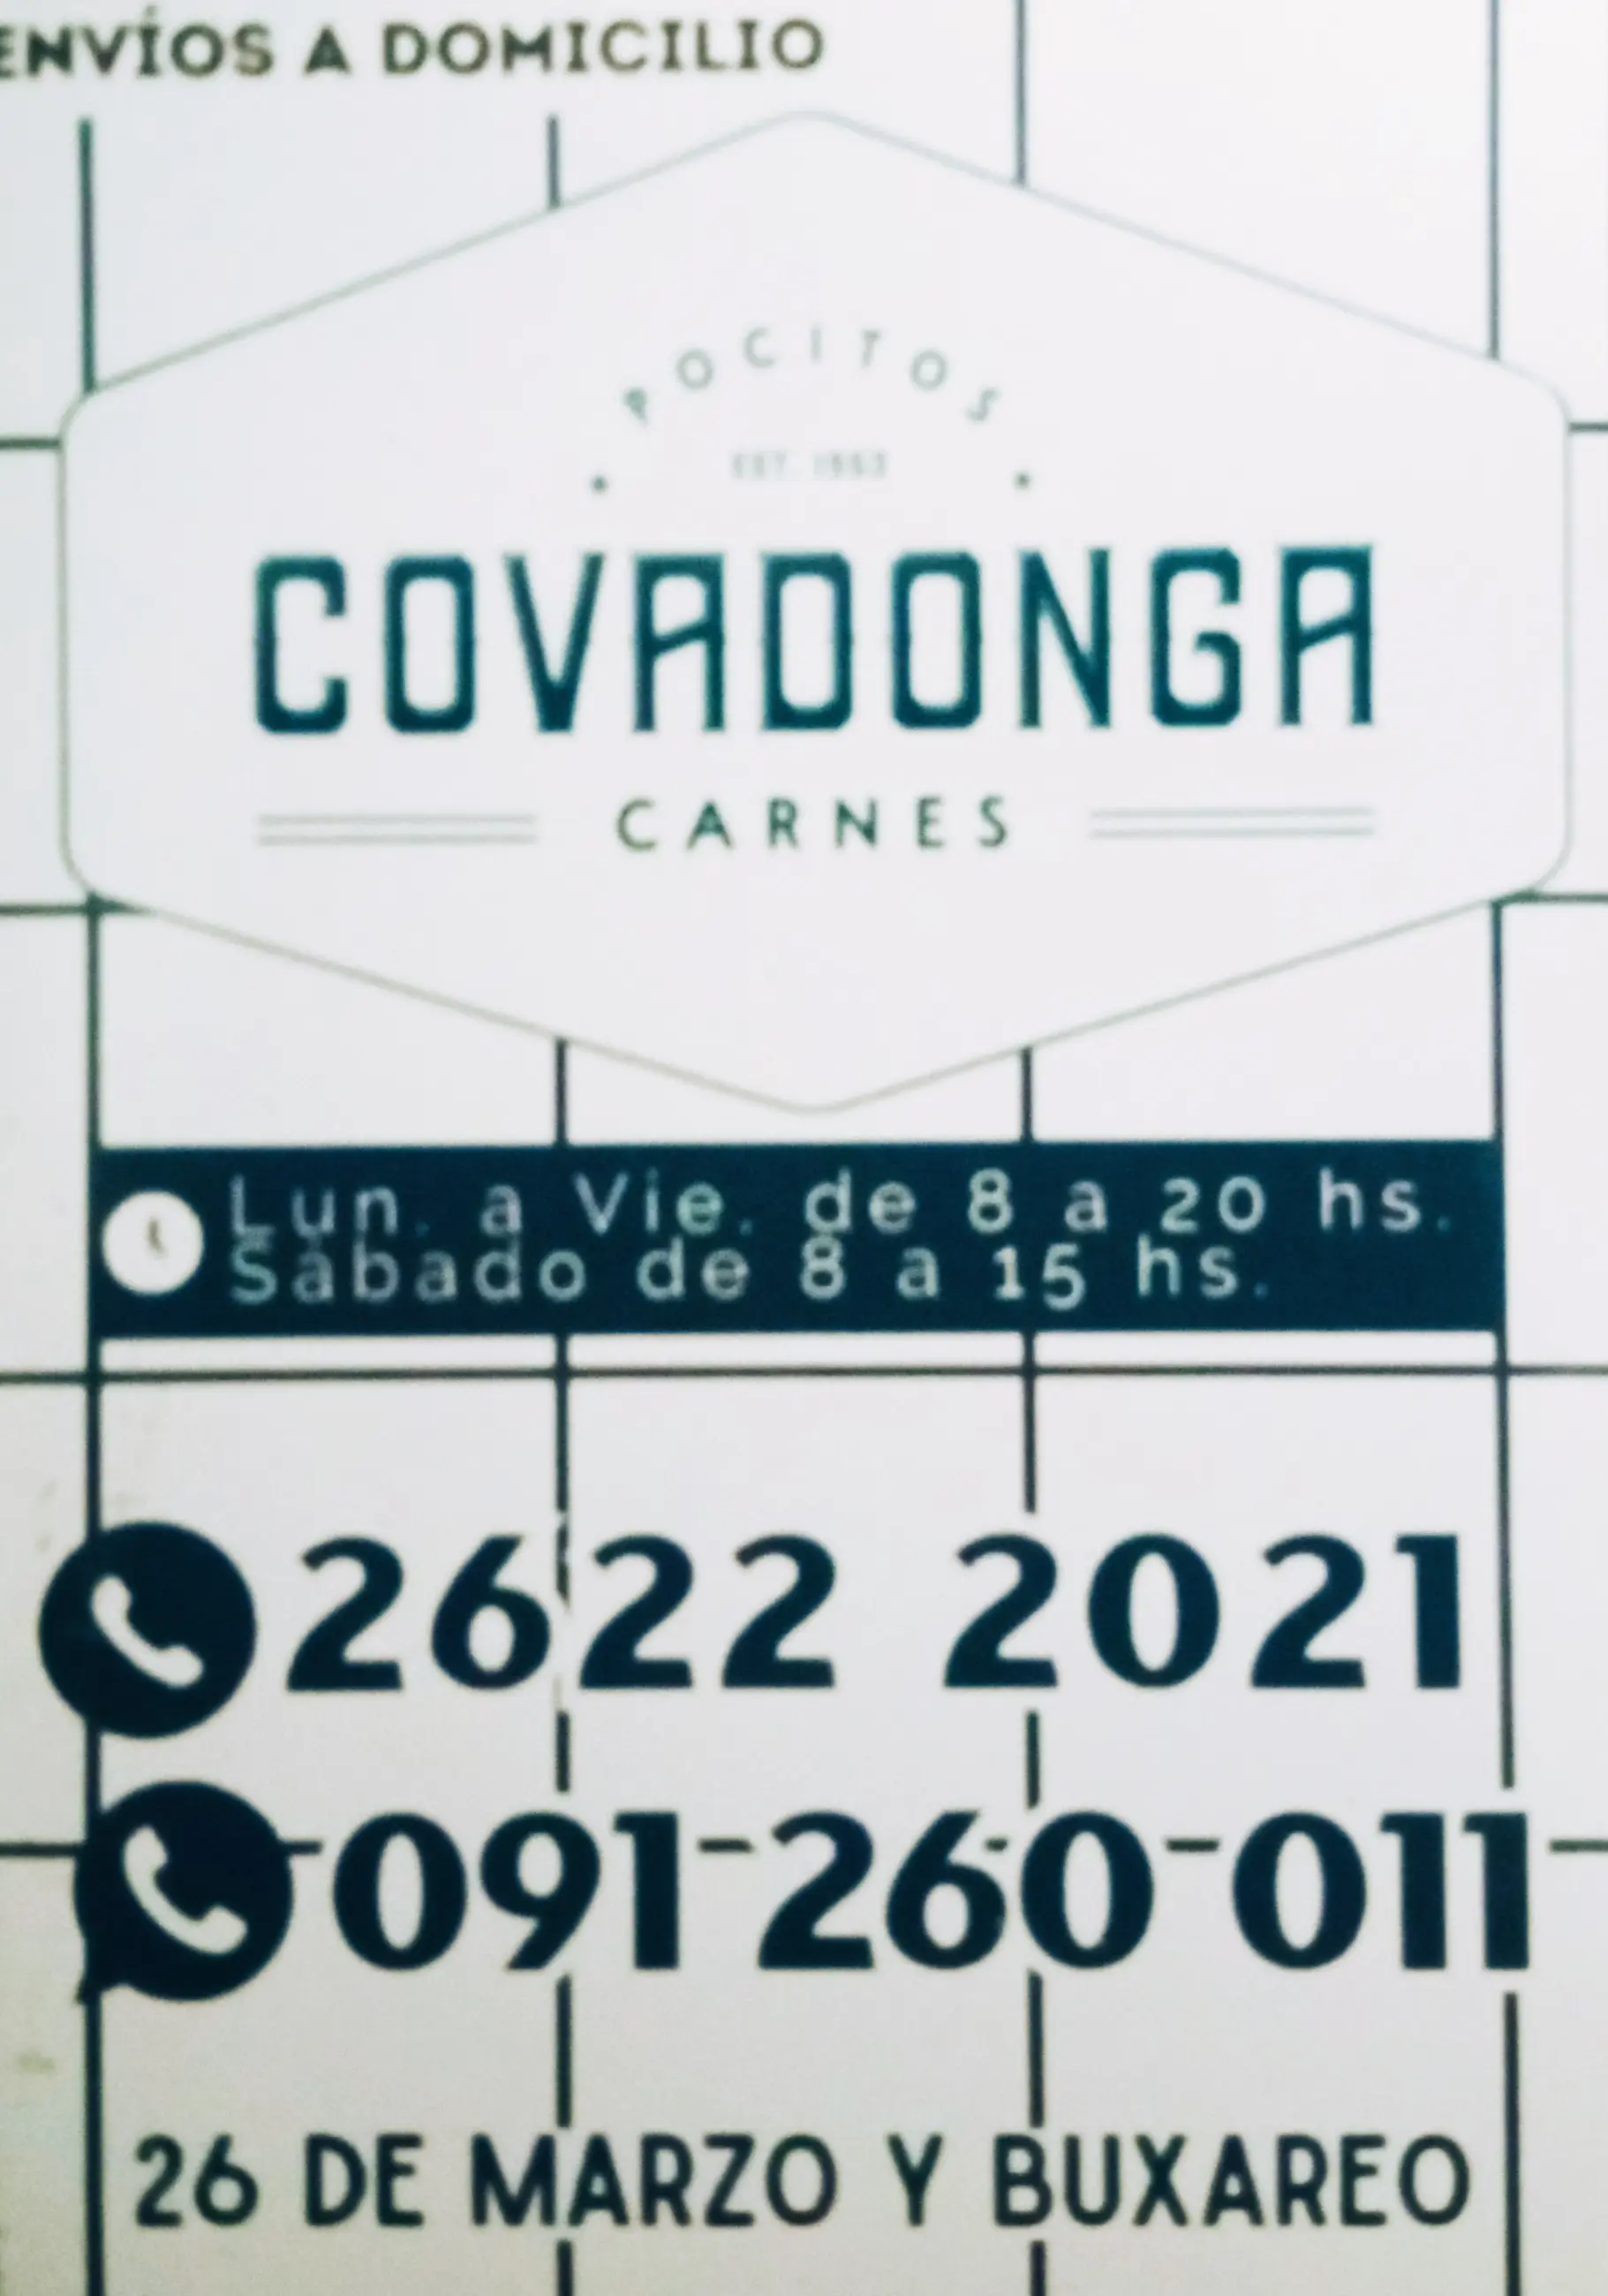 ENVÍOS A DOMICILIO
POCITOS
EST.
COVADONGA
CARNES
Lun. a Vie. de 8 a 20 hs.
Sábado de 8 a 15 hs.
2622 2021
091 260 011
26 DE MARZO Y BUXAREO